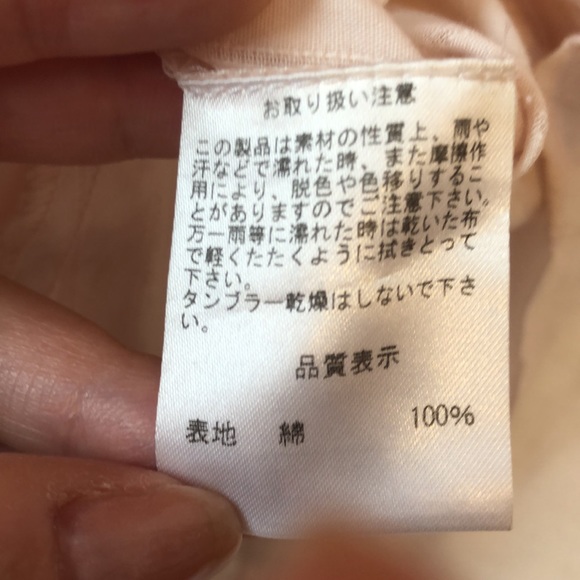 お取り扱い注意
この製品は素材の性質上、雨や
汗などで濡れた時、また摩擦作
用により、脱色や色移りするこ
とがありますのでご注意下さい。
万一雨等に濡れた時は乾いた布
で軽くたたくように拭きとって
下さい。
タンブラー乾燥はしないで下さ
い。
品質表示
表地 綿 100%